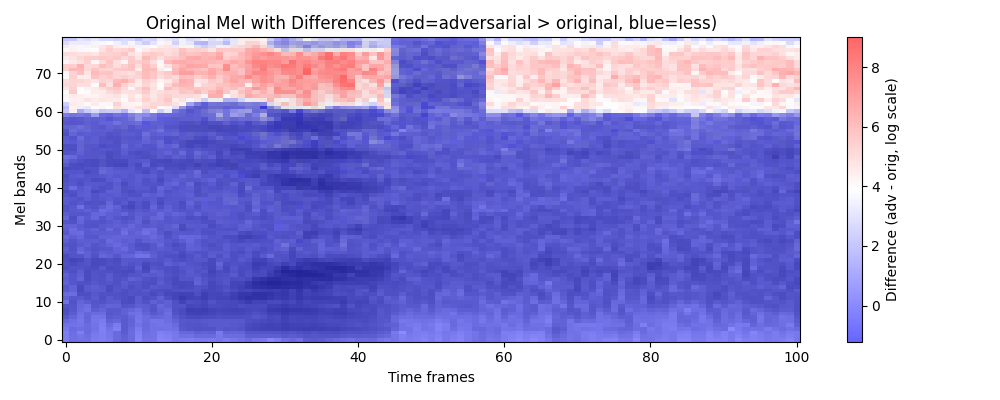 Original Mel with Differences (red=adversarial > original, blue=less)
Mel bands
70
60
50
40
30
20
10
0
0 20 40 60 80 100
Time frames
8
6
4
2
0
Difference (adv - orig, log scale)